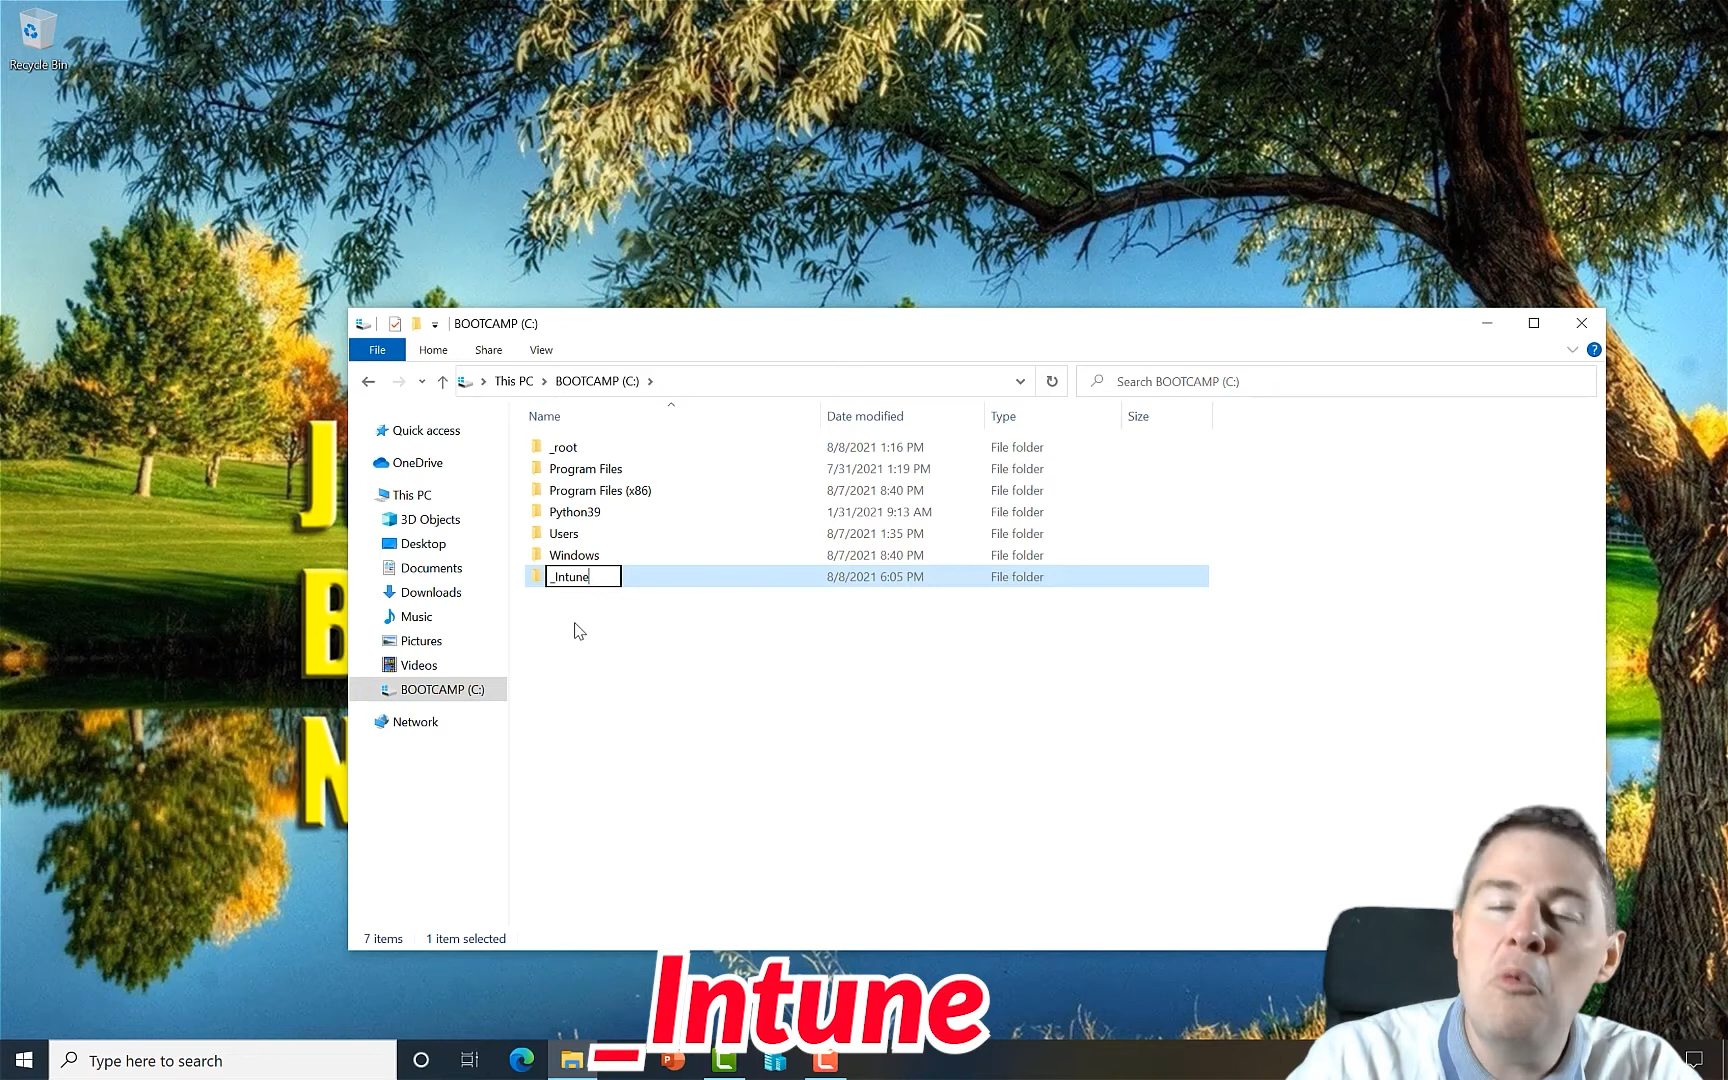 Recycle Bin
J
B
N
BOOTCAMP (C:)
File Home Share View
This PC BOOTCAMP (C:)
Search BOOTCAMP (C:)
Name Date modified Type Size
Quick access
OneDrive
This PC
3D Objects
Desktop
Documents
Downloads
Music
Pictures
Videos
BOOTCAMP (C:)
Network
_root 8/8/2021 1:16 PM File folder
Program Files 7/31/2021 1:19 PM File folder
Program Files (x86) 8/7/2021 8:40 PM File folder
Python39 1/31/2021 9:13 AM File folder
Users 8/7/2021 1:35 PM File folder
Windows 8/7/2021 8:40 PM File folder
_Intune 8/8/2021 6:05 PM File folder
7 items 1 item selected
_Intune
Type here to search